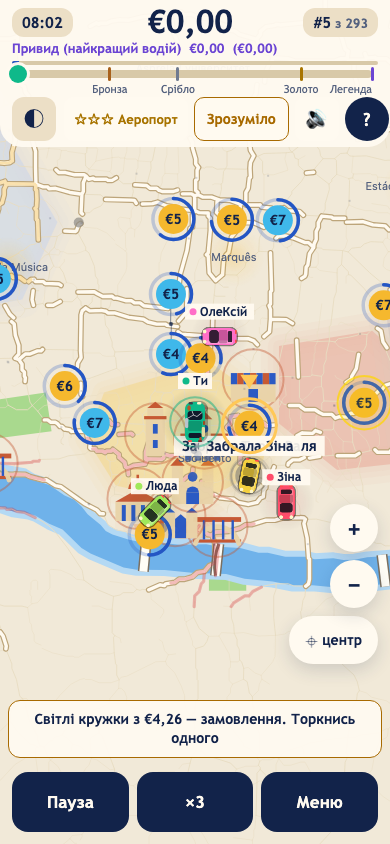 08:02
€0,00
#5 з 293
Привид (найкращий водій) €0,00 (€0,00)
Бронза
Срібло
Золото
Легенда
☆☆☆ Аеропорт
Зрозуміло
?
Marquês
Música
€5
€5
€7
€5
€7
ОлеКсій
€4
€4
Ти
€6
€5
€7
€4
Забрала Зіна
Люда
Зіна
€5
+
−
центр
Світлі кружки з €4,26 — замовлення. Торкнись
одного
Пауза
×3
Меню